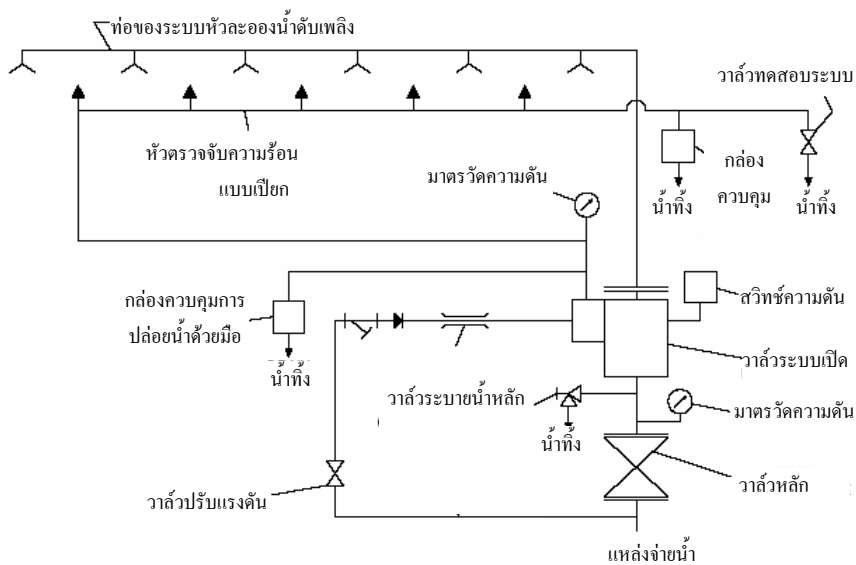 ท่อของระบบหัวละอองน้ำดับเพลิง
วาล์วทดสอบระบบ
หัวตรวจจับความร้อน
แบบเปียก
มาตรวัดความดัน
กล่อง
ควบคุม
น้ำทิ้ง
น้ำทิ้ง
กล่องควบคุมการ
ปล่อยน้ำด้วยมือ
น้ำทิ้ง
สวิทช์ความดัน
วาล์วระบบเปิด
วาล์วระบายน้ำหลัก
น้ำทิ้ง
มาตรวัดความดัน
วาล์วปรับแรงดัน
วาล์วหลัก
แหล่งจ่ายน้ำ